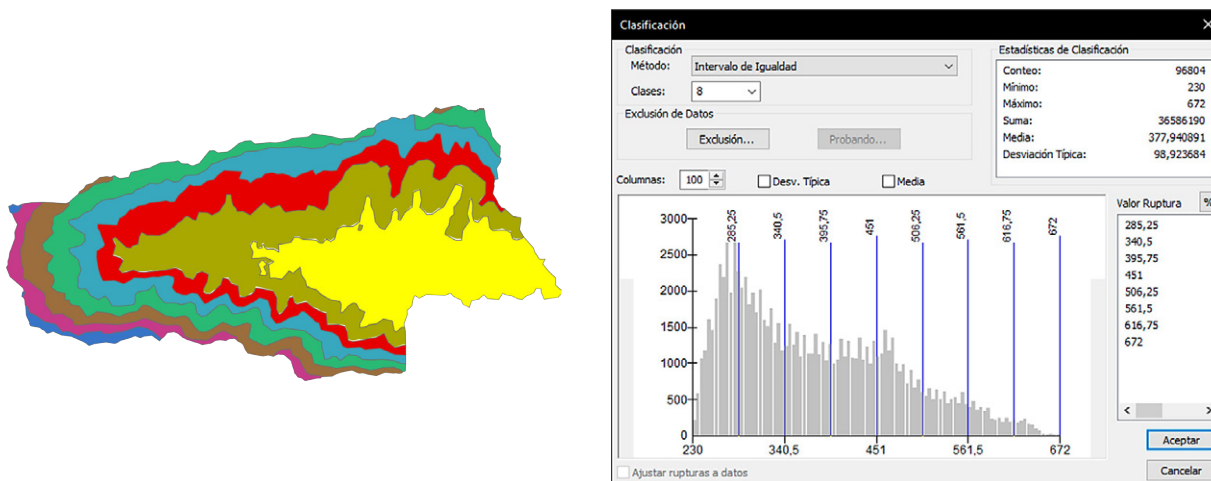 Clasificación
Clasificación
Método: Intervalo de Igualdad
Clases: 8
Exclusión de Datos
Exclusión... Probando...
Estadísticas de Clasificación
Conteo: 96804
Mínimo: 230
Máximo: 672
Suma: 36586190
Media: 377,940891
Desviación Típica: 98,923684
Columnas: 100 Desv. Típica Media
Valor Ruptura %
285,25
340,5
395,75
451
506,25
561,5
616,75
672
3000
2500
2000
1500
1000
500
0
285,25 340,5 395,75 451 506,25 561,5 616,75 672
230 340,5 451 561,5 672
Ajustar rupturas a datos
Aceptar
Cancelar